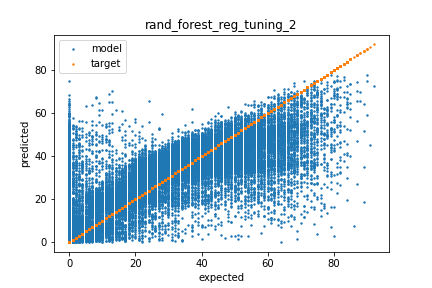 rand_forest_reg_tuning_2
model
target
80
60
40
20
0
predicted
0 20 40 60 80
expected